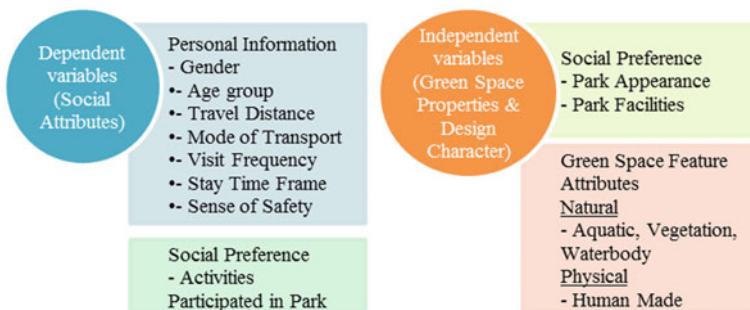 Dependent
variables
(Social
Attributes)
Personal Information
- Gender
•- Age group
•- Travel Distance
•- Mode of Transport
•- Visit Frequency
•- Stay Time Frame
•- Sense of Safety
Social Preference
- Activities
Participated in Park
Independent
variables
(Green Space
Properties &
Design
Character)
Social Preference
- Park Appearance
- Park Facilities
Green Space Feature
Attributes
Natural
- Aquatic, Vegetation,
Waterbody
Physical
- Human Made